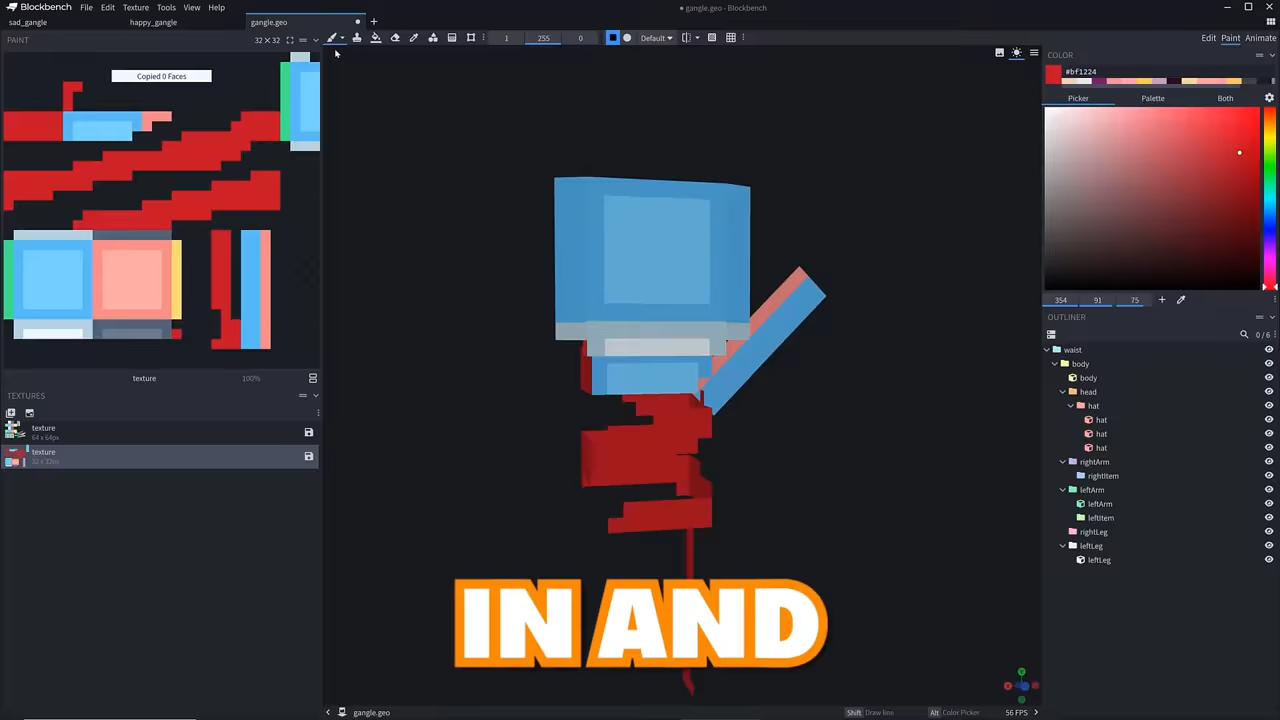 Blockbench File Edit Texture Tools View Help
gangle.geo - Blockbench
sad_gangle happy_gangle gangle.geo
PAINT 32 × 32
1 255 0 Default
Edit Paint Animate
Copied 0 Faces
COLOR
#bf1224
Picker Palette Both
354 91 75
texture 100%
TEXTURES
texture
64 x 64px
texture
32 x 32px
OUTLINER
0 / 6
waist
body
body
head
hat
hat
hat
hat
rightArm
rightItem
leftArm
leftArm
leftItem
rightLeg
leftLeg
leftLeg
IN AND
gangle.geo
Shift Draw line Alt Color Picker 56 FPS